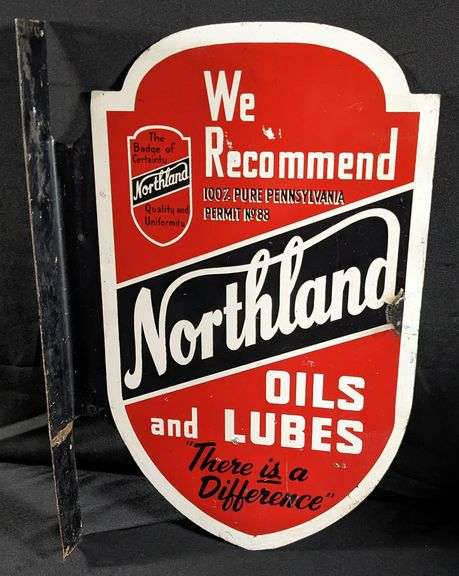 We
Recommend
100% PURE PENNSYLVANIA
PERMIT Nº 88
The
Badge of
Certainty
Northland
Quality and
Uniformity
Northland
OILS
and LUBES
"There is a
Difference"